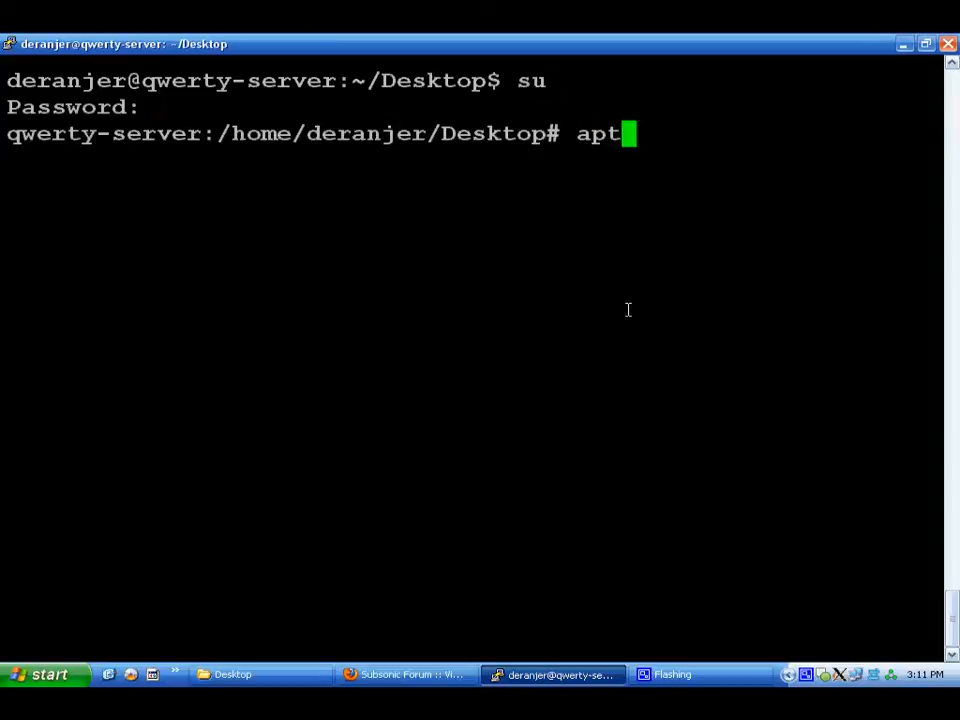 deranjer@qwerty-server: ~/Desktop
deranjer@qwerty-server:~/Desktop$ su
Password:
qwerty-server:/home/deranjer/Desktop# apt
start
»
Desktop
Subsonic Forum :: Vi...
deranjer@qwerty-se...
Flashing
3:11 PM